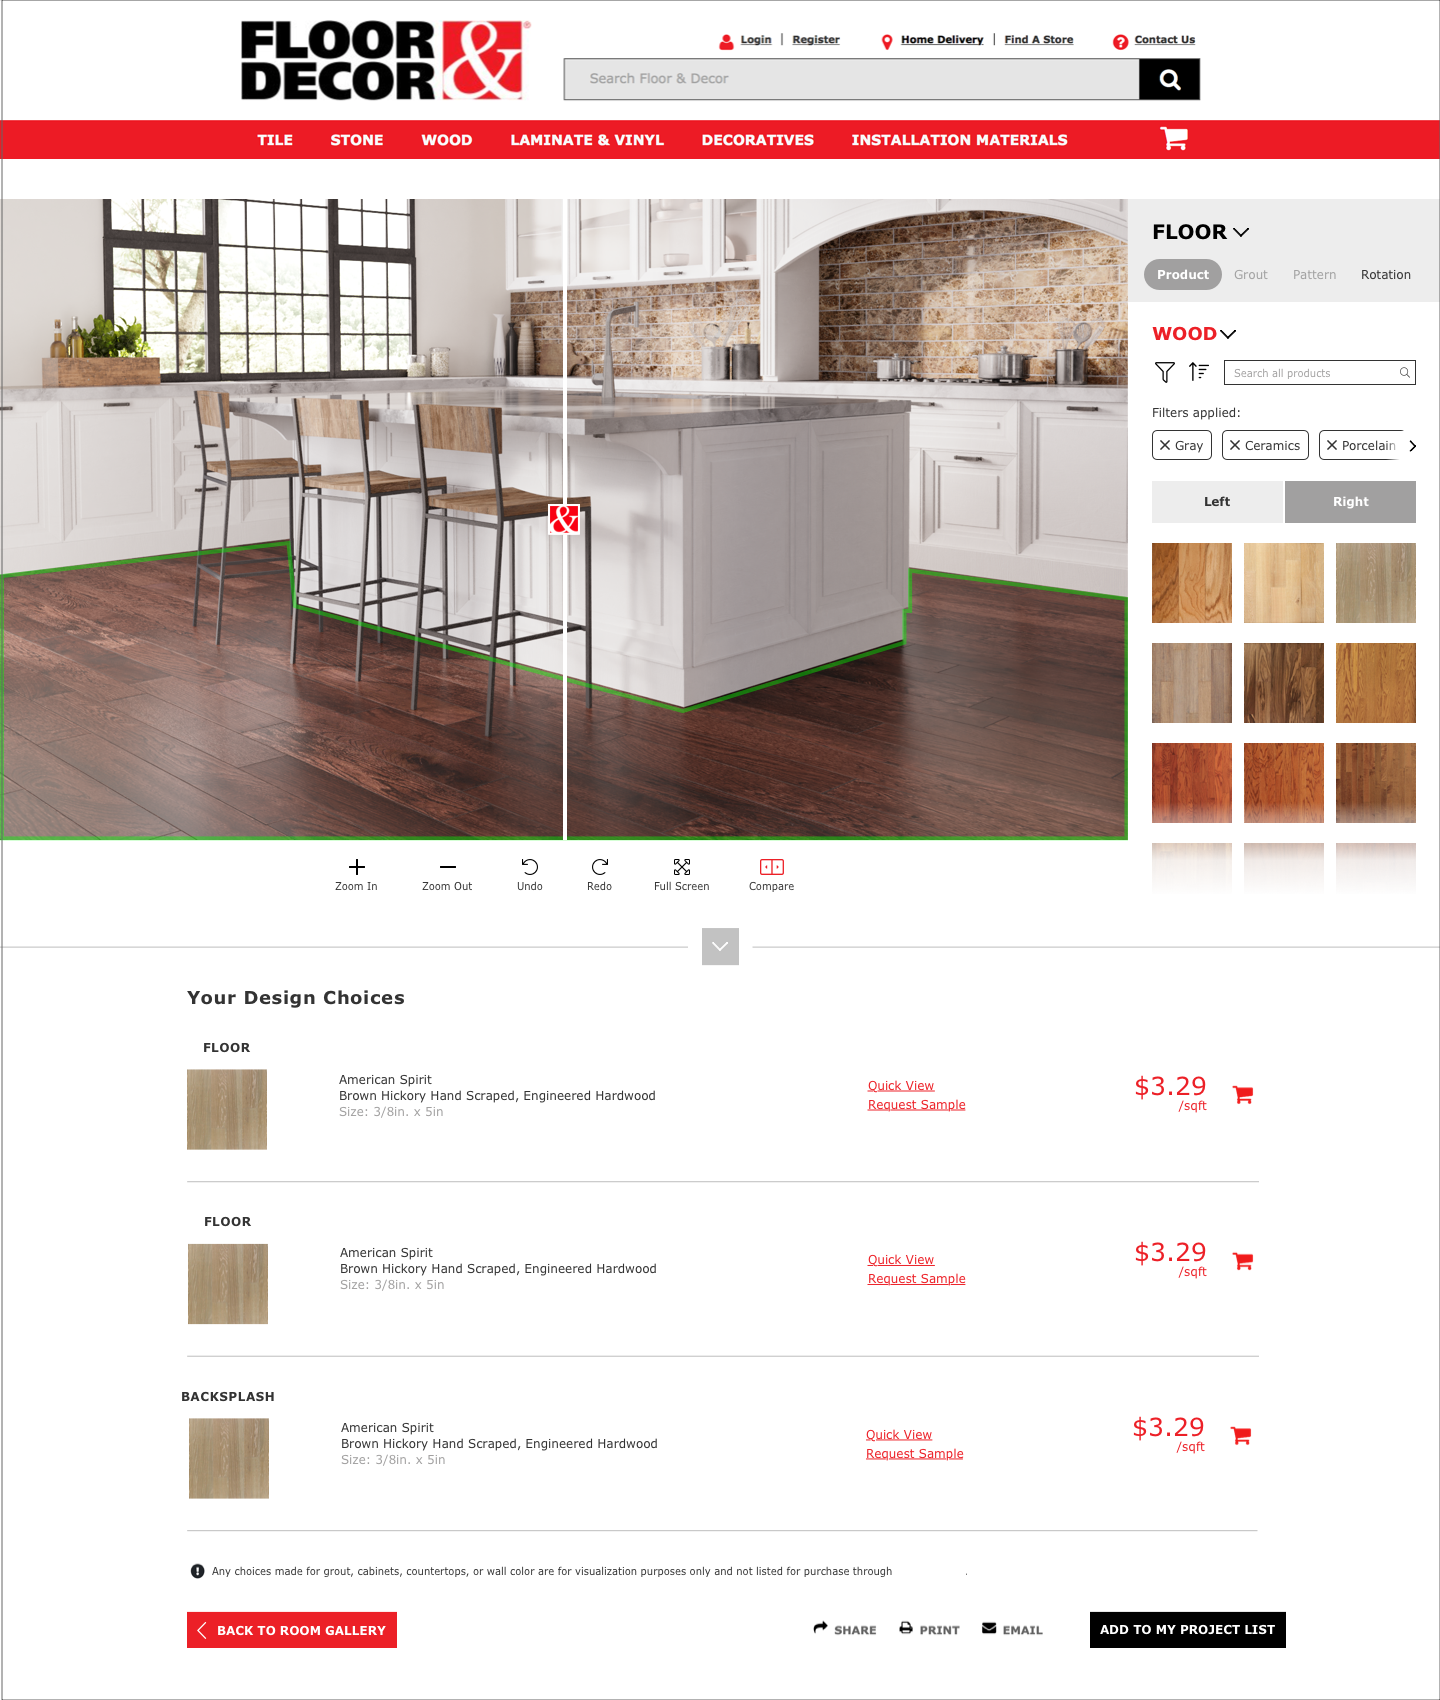 FLOOR &
DECOR
Login | Register
Home Delivery | Find A Store
Contact Us
Search Floor & Decor
TILE STONE WOOD LAMINATE & VINYL DECORATIVES INSTALLATION MATERIALS
FLOOR
Product Grout Pattern Rotation
WOOD
Search all products
Filters applied:
Gray Ceramics Porcelain
Left Right
&
Zoom In Zoom Out Undo Redo Full Screen Compare
Your Design Choices
FLOOR
American Spirit
Brown Hickory Hand Scraped, Engineered Hardwood
Size: 3/8in. x 5in
Quick View
Request Sample
$3.29
/sqft
FLOOR
American Spirit
Brown Hickory Hand Scraped, Engineered Hardwood
Size: 3/8in. x 5in
Quick View
Request Sample
$3.29
/sqft
BACKSPLASH
American Spirit
Brown Hickory Hand Scraped, Engineered Hardwood
Size: 3/8in. x 5in
Quick View
Request Sample
$3.29
/sqft
Any choices made for grout, cabinets, countertops, or wall color are for visualization purposes only and not listed for purchase through .
BACK TO ROOM GALLERY
SHARE PRINT EMAIL
ADD TO MY PROJECT LIST